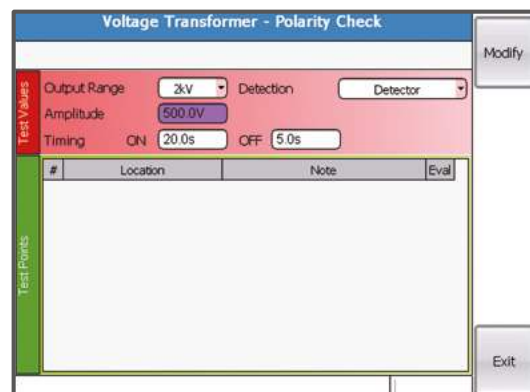 Voltage Transformer - Polarity Check
Modify
Test Values
Output Range 2kV Detection Detector
Amplitude 500.0V
Timing ON 20.0s OFF 5.0s
Test Points
# Location Note Eval
Exit